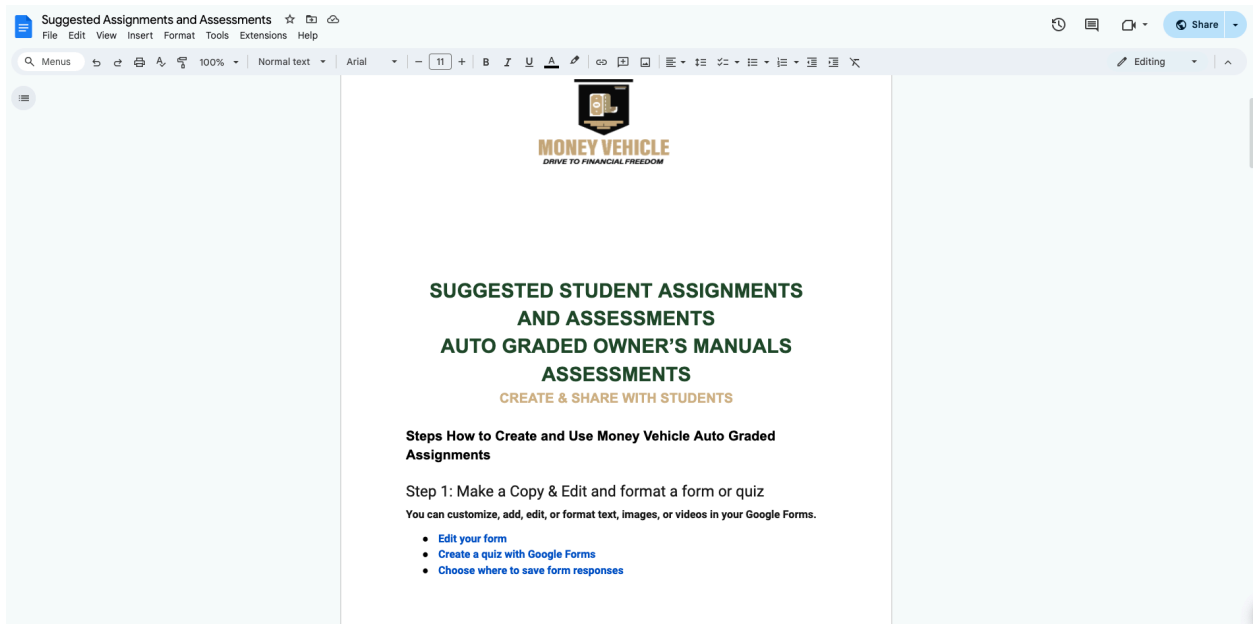 Suggested Assignments and Assessments
File Edit View Insert Format Tools Extensions Help
Share
Menus 100% Normal text Arial 11 B I U A Editing
MONEY VEHICLE
DRIVE TO FINANCIAL FREEDOM
SUGGESTED STUDENT ASSIGNMENTS
AND ASSESSMENTS
AUTO GRADED OWNER’S MANUALS
ASSESSMENTS
CREATE & SHARE WITH STUDENTS
Steps How to Create and Use Money Vehicle Auto Graded
Assignments
Step 1: Make a Copy & Edit and format a form or quiz
You can customize, add, edit, or format text, images, or videos in your Google Forms.
● Edit your form
● Create a quiz with Google Forms
● Choose where to save form responses